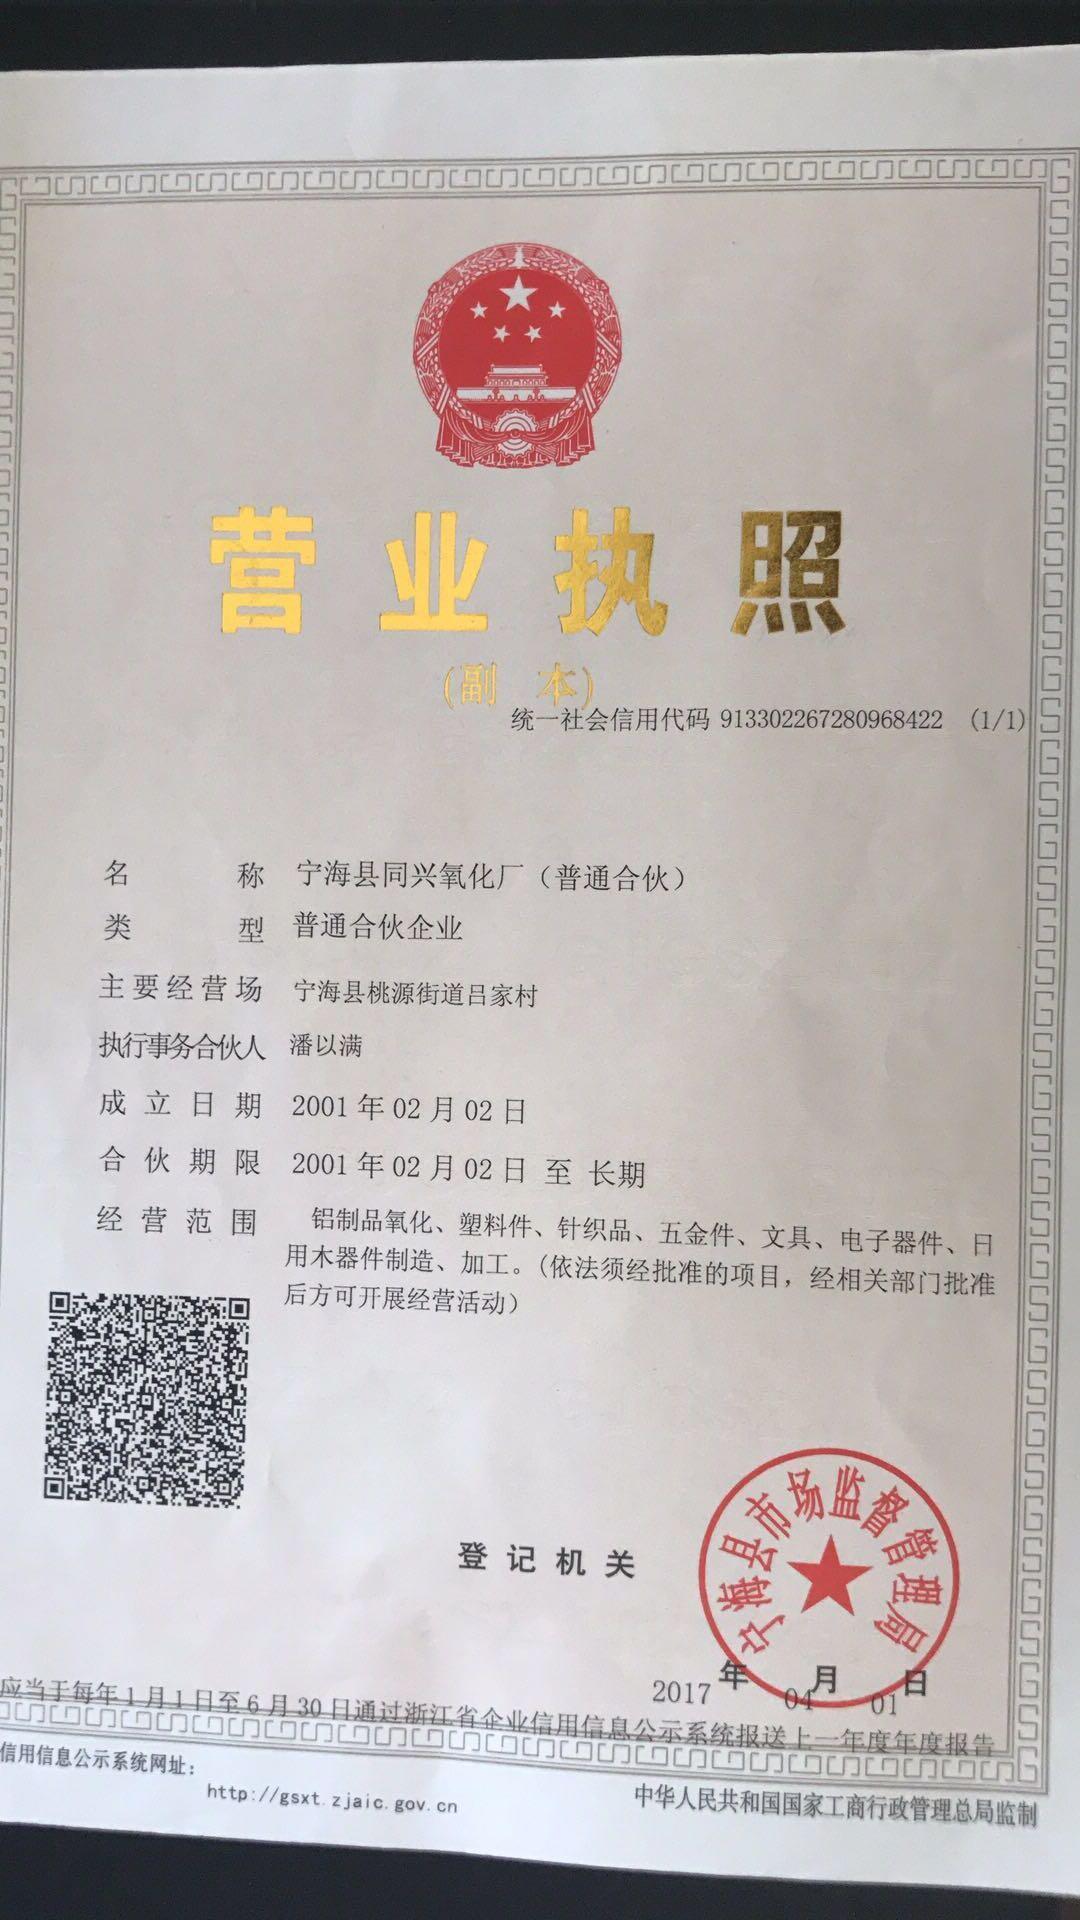 营业执照
(副 本)
统一社会信用代码 913302267280968422 (1/1)
名 称 宁海县同兴氧化厂（普通合伙）
类 型 普通合伙企业
主要经营场 宁海县桃源街道吕家村
执行事务合伙人 潘以满
成立日期 2001年02月02日
合伙期限 2001年02月02日 至 长期
经营范围 铝制品氧化、塑料件、针织品、五金件、文具、电子器件、日
用木器件制造、加工。(依法须经批准的项目，经相关部门批准
后方可开展经营活动)
登记机关
宁海县市场监督管理局
2017年04月01日
应当于每年1月1日至6月30日通过浙江省企业信用信息公示系统报送上一年度年度报告
信用信息公示系统网址：
http://gsxt.zjaic.gov.cn
中华人民共和国国家工商行政管理总局监制